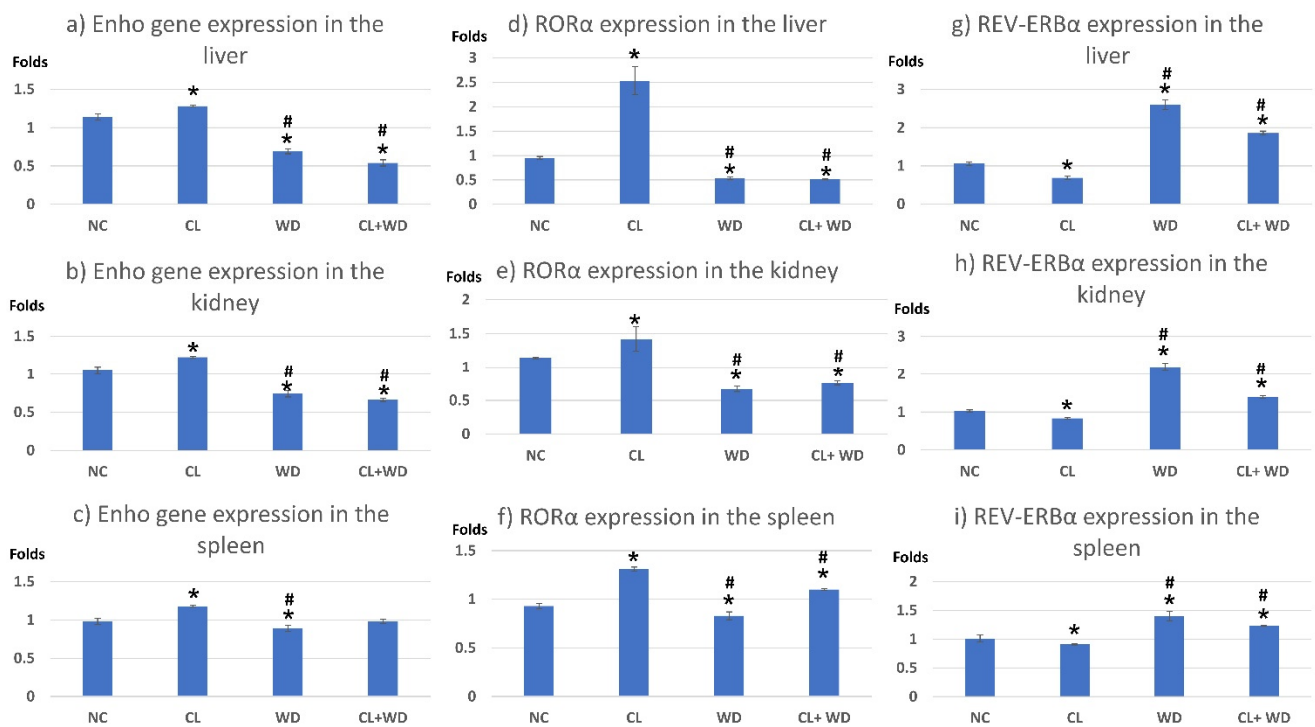 a) Enho gene expression in the
liver
Folds
1.5
1
0.5
0
*
#
*
#
*
NC CL WD CL+WD
d) RORα expression in the liver
Folds
3
2.5
2
1.5
1
0.5
0
*
#
*
#
*
NC CL WD CL+ WD
g) REV-ERBα expression in the
liver
Folds
3
2
1
0
*
#
*
#
*
NC CL WD CL+ WD
b) Enho gene expression in the
kidney
Folds
1.5
1
0.5
0
*
#
*
#
*
NC CL WD CL+WD
e) RORα expression in the kidney
Folds
2
1.5
1
0.5
0
*
#
*
#
*
NC CL WD CL+ WD
h) REV-ERBα expression in the
kidney
Folds
3
2
1
0
*
#
*
#
*
NC CL WD CL+ WD
c) Enho gene expression in the
spleen
Folds
1.5
1
0.5
0
*
#
*
NC CL WD CL+WD
f) RORα expression in the spleen
Folds
1.5
1
0.5
0
*
#
*
#
*
NC CL WD CL+ WD
i) REV-ERBα expression in the
spleen
Folds
2
1.5
1
0.5
0
*
#
*
#
*
NC CL WD CL+ WD